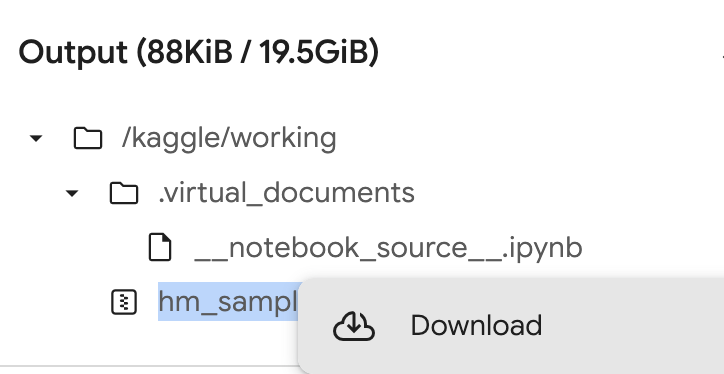 Output (88KiB / 19.5GiB)
/kaggle/working
.virtual_documents
__notebook_source__.ipynb
hm_sampl
Download